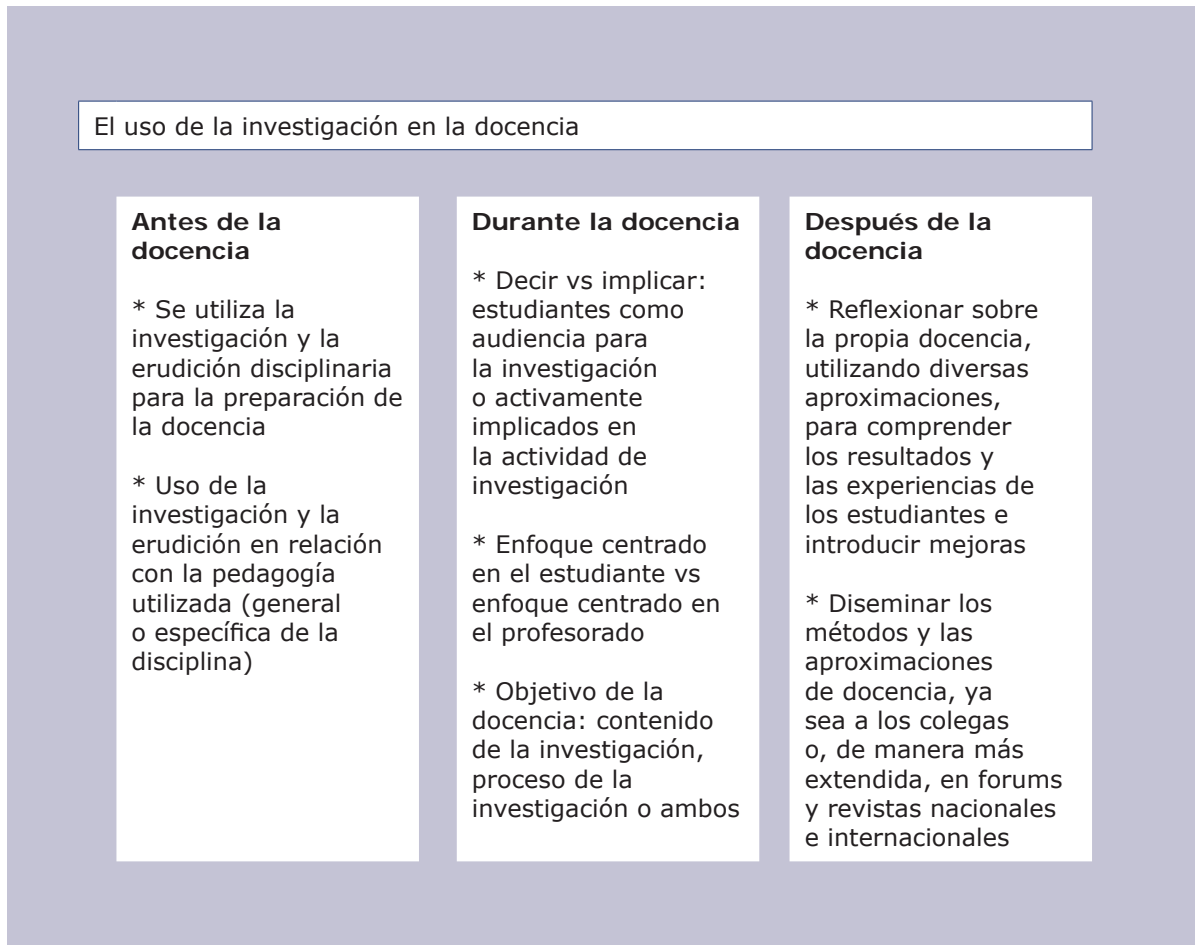 El uso de la investigación en la docencia
Antes de la
docencia
* Se utiliza la
investigación y la
erudición disciplinaria
para la preparación de
la docencia
* Uso de la
investigación y la
erudición en relación
con la pedagogía
utilizada (general
o específica de la
disciplina)
Durante la docencia
* Decir vs implicar:
estudiantes como
audiencia para
la investigación
o activamente
implicados en
la actividad de
investigación
* Enfoque centrado
en el estudiante vs
enfoque centrado en
el profesorado
* Objetivo de la
docencia: contenido
de la investigación,
proceso de la
investigación o ambos
Después de la
docencia
* Reflexionar sobre
la propia docencia,
utilizando diversas
aproximaciones,
para comprender
los resultados y
las experiencias de
los estudiantes e
introducir mejoras
* Diseminar los
métodos y las
aproximaciones
de docencia, ya
sea a los colegas
o, de manera más
extendida, en forums
y revistas nacionales
e internacionales